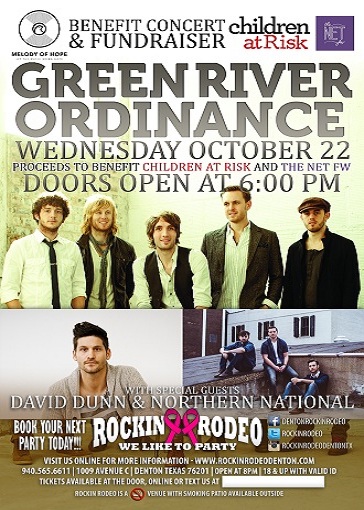 MELODY OF HOPE
BENEFIT CONCERT
& FUNDRAISER
children
atRisk
THE
NET
GREEN RIVER
ORDINANCE
WEDNESDAY OCTOBER 22
PROCEEDS TO BENEFIT CHILDREN AT RISK AND THE NET FW
DOORS OPEN AT 6:00 PM
WITH SPECIAL GUESTS
DAVID DUNN & NORTHERN NATIONAL
BOOK YOUR NEXT
PARTY TODAY!!!
ROCKIN RODEO
WE LIKE TO PARTY
DENTONROCKINRODEO
ROCKINRODEO
ROCKINRODEODENTONTX
VISIT US ONLINE FOR MORE INFORMATION - WWW.ROCKINRODEODENTON.COM
940.565.6611 | 1009 AVENUE C | DENTON TEXAS 76201 | OPEN AT 8PM | 18 & UP WITH VALID ID
TICKETS AVAILABLE AT THE DOOR, ONLINE OR TEXT US AT
ROCKIN RODEO IS A VENUE WITH SMOKING PATIO AVAILABLE OUTSIDE